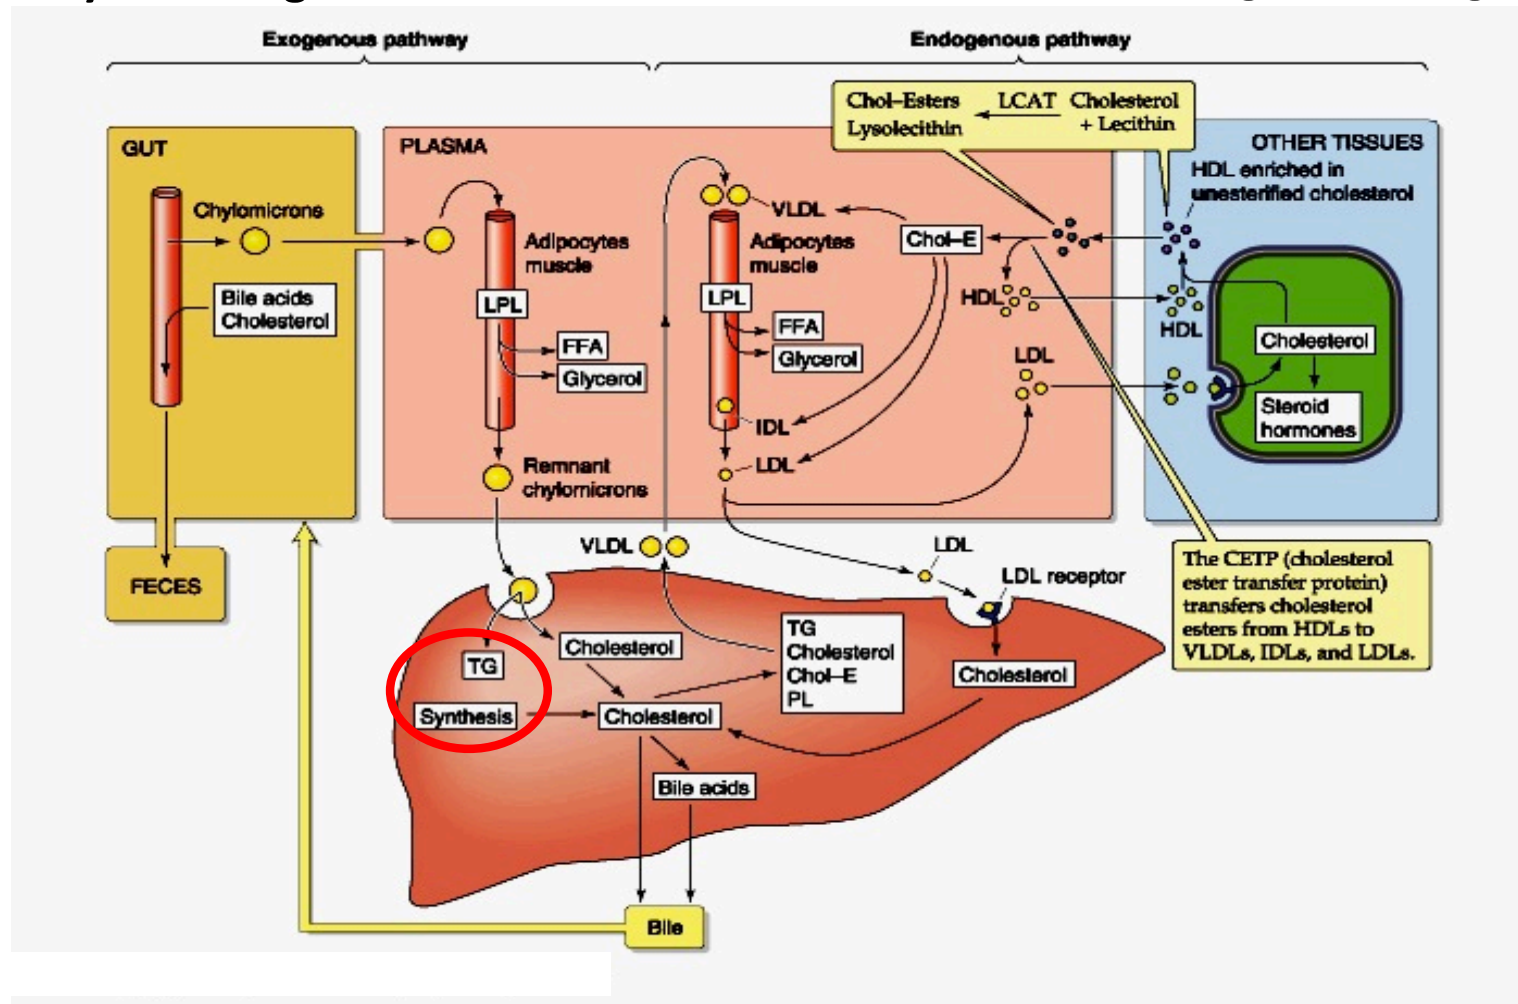 Exogenous pathway
Endogenous pathway
Chol–Esters
Lysolecithin
LCAT
Cholesterol
+ Lecithin
GUT
PLASMA
OTHER TISSUES
HDL enriched in
unesterified cholesterol
Chylomicrons
Bile acids
Cholesterol
Adipocytes
muscle
LPL
FFA
Glycerol
Remnant
chylomicrons
VLDL
Adipocytes
muscle
LPL
FFA
Glycerol
IDL
LDL
Chol–E
HDL
LDL
HDL
Cholesterol
Steroid
hormones
FECES
VLDL
LDL
LDL receptor
The CETP (cholesterol
ester transfer protein)
transfers cholesterol
esters from HDLs to
VLDLs, IDLs, and LDLs.
TG
Cholesterol
Synthesis
Cholesterol
TG
Cholesterol
Chol–E
PL
Cholesterol
Bile acids
Bile